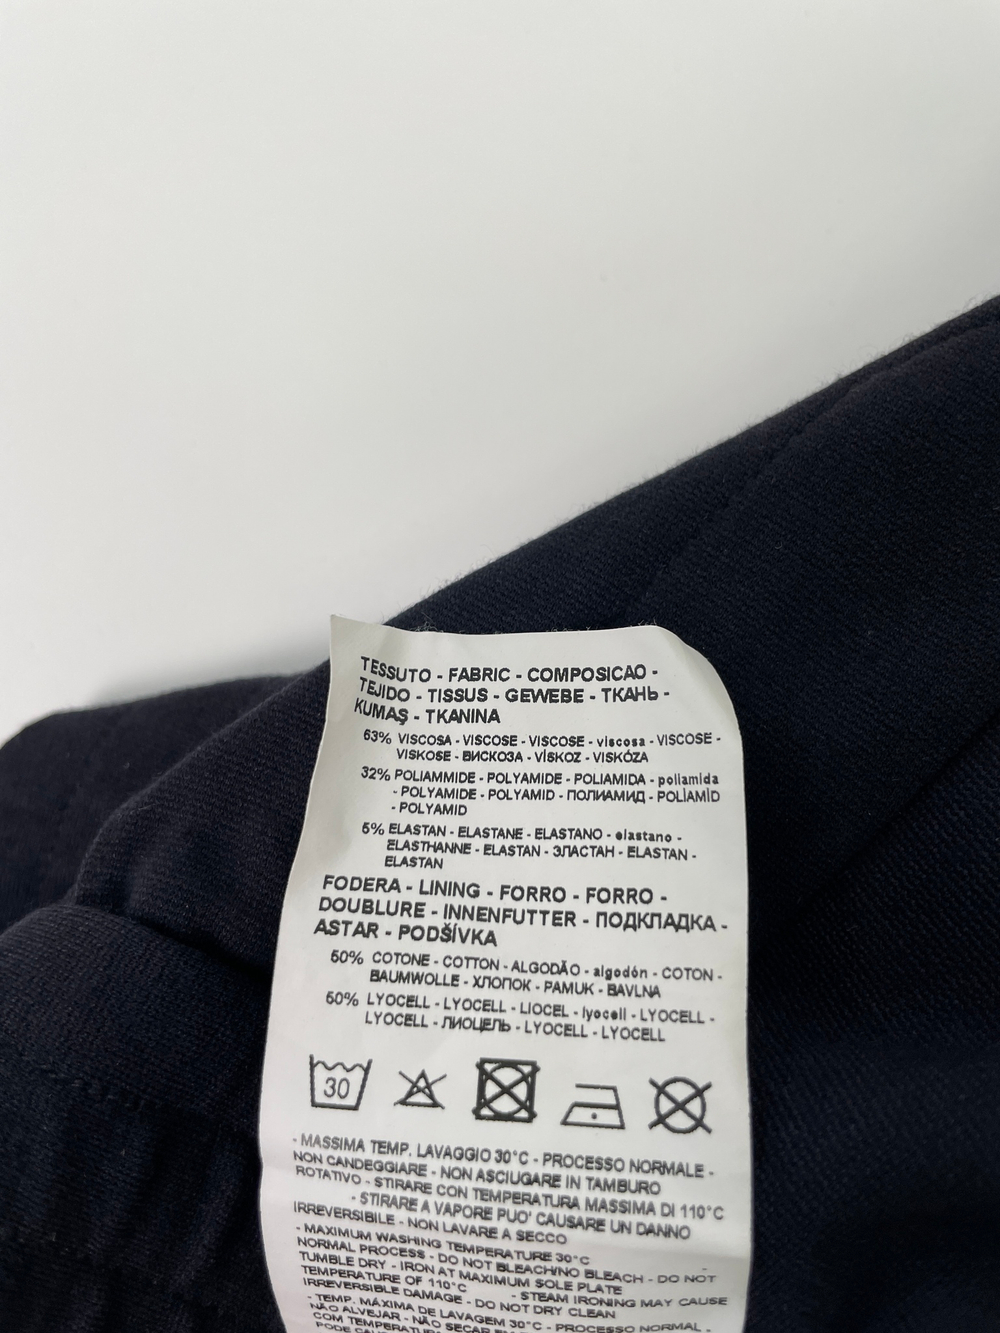 TESSUTO - FABRIC - COMPOSICAO -
TEJIDO - TISSUS - GEWEBE - ТКАНЬ -
KUMAŞ - TKANINA
63% VISCOSA - VISCOSE - VISCOSE - viscosa - VISCOSE -
VISKOSE - ВИСКОЗА - VİSKOZ - VISKÓZA
32% POLIAMMIDE - POLYAMIDE - POLIAMIDA - poliamida
- POLYAMIDE - POLYAMID - ПОЛИАМИД - POLİAMİD
- POLYAMID
5% ELASTAN - ELASTANE - ELASTANO - elastano -
ELASTHANNE - ELASTAN - ЭЛАСТАН - ELASTAN -
ELASTAN
FODERA - LINING - FORRO - FORRO -
DOUBLURE - INNENFUTTER - ПОДКЛАДКА -
ASTAR - PODŠÍVKA
50% COTONE - COTTON - ALGODÃO - algodón - COTON -
BAUMWOLLE - ХЛОПОК - PAMUK - BAVLNA
50% LYOCELL - LYOCELL - LIOCEL - lyocell - LYOCELL -
LYOCELL - ЛИОЦЕЛЬ - LYOCELL - LYOCELL
30
- MASSIMA TEMP. LAVAGGIO 30°C - PROCESSO NORMALE -
NON CANDEGGIARE - NON ASCIUGARE IN TAMBURO
ROTATIVO - STIRARE CON TEMPERATURA MASSIMA DI 110°C
- STIRARE A VAPORE PUO' CAUSARE UN DANNO
IRREVERSIBILE - NON LAVARE A SECCO
- MAXIMUM WASHING TEMPERATURE 30°C
NORMAL PROCESS - DO NOT BLEACH/NO BLEACH - DO NOT
TUMBLE DRY - IRON AT MAXIMUM SOLE PLATE
TEMPERATURE OF 110°C - STEAM IRONING MAY CAUSE
IRREVERSIBLE DAMAGE - DO NOT DRY CLEAN
- TEMP. MÁXIMA DE LAVAGEM 30°C - PROCESSO NORMAL -
NÃO ALVEJAR - NÃO SECAR
COM
PODE